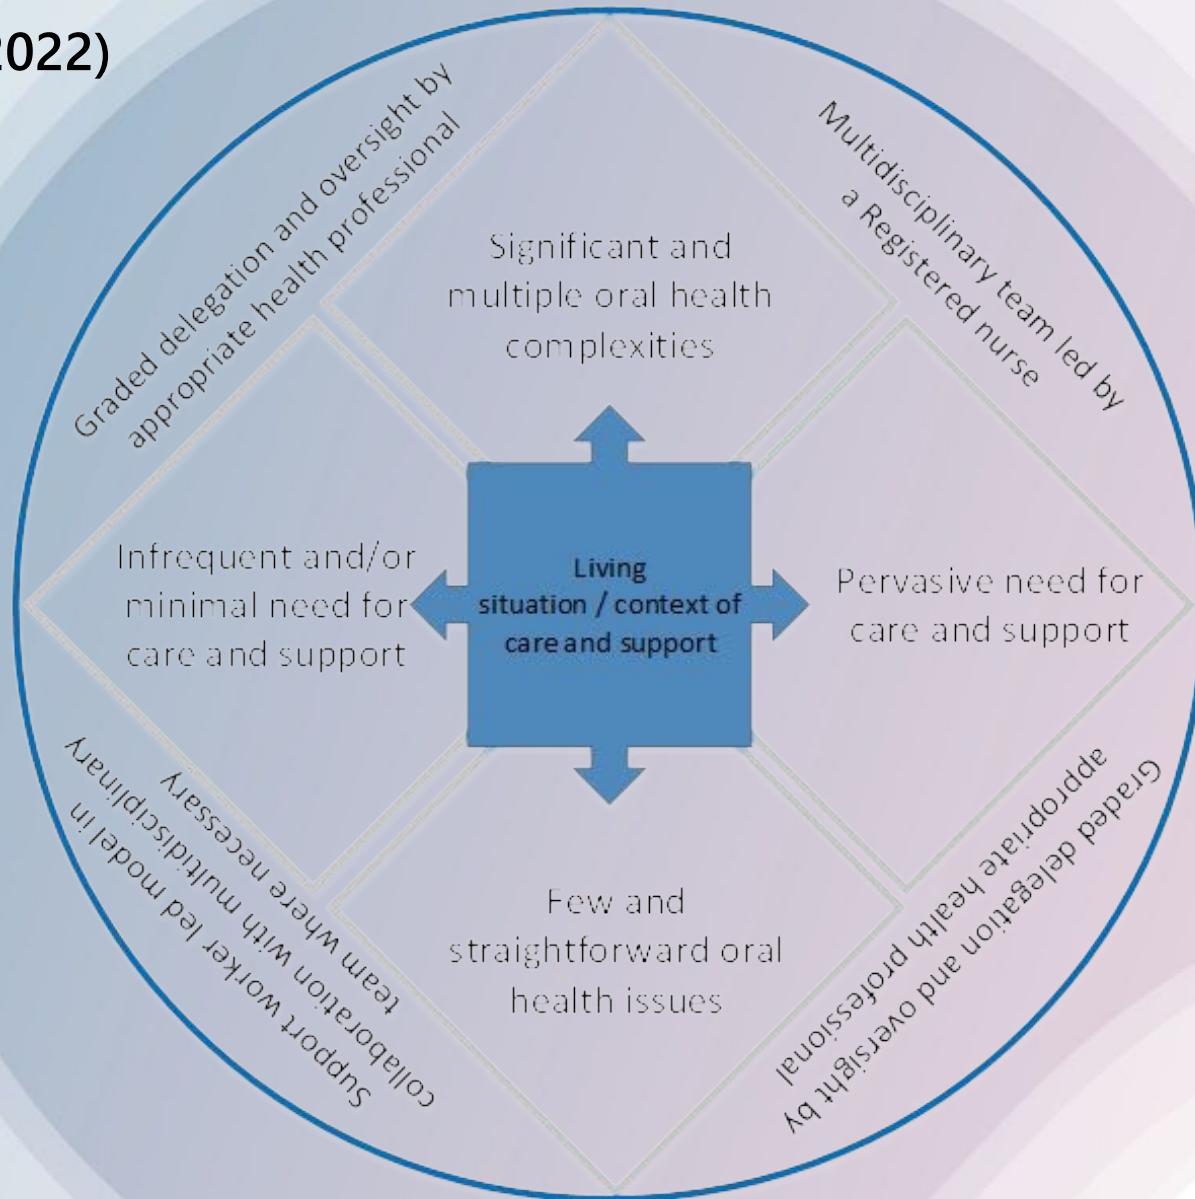 2022)
Graded delegation and oversight by
appropriate health professional
Multidisciplinary team led by
a Registered nurse
Significant and
multiple oral health
complexities
Infrequent and/or
minimal need for
care and support
Living
situation / context of
care and support
Pervasive need for
care and support
Few and
straightforward oral
health issues
Support worker led model in
collaboration with multidisciplinary
team where necessary
Graded delegation and oversight by
appropriate health professional